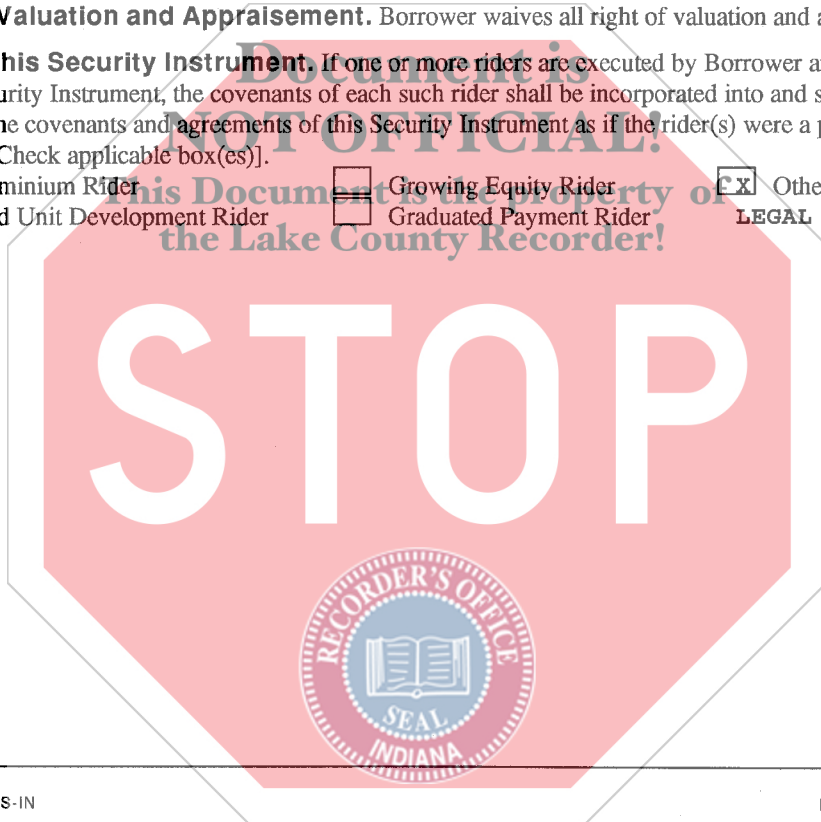 Valuation and Appraisement. Borrower waives all right of valuation and a
Document is
his Security Instrument. If one or more riders are executed by Borrower a
urity Instrument, the covenants of each such rider shall be incorporated into and s
NOT OFFICIAL!
he covenants and agreements of this Security Instrument as if the rider(s) were a p
Check applicable box(es)].
minium Rider Growing Equity Rider X Othe
This Document is the property of
d Unit Development Rider Graduated Payment Rider LEGAL
the Lake County Recorder!
STOP
RECORDER'S OFFICE
SEAL
INDIANA
S-IN